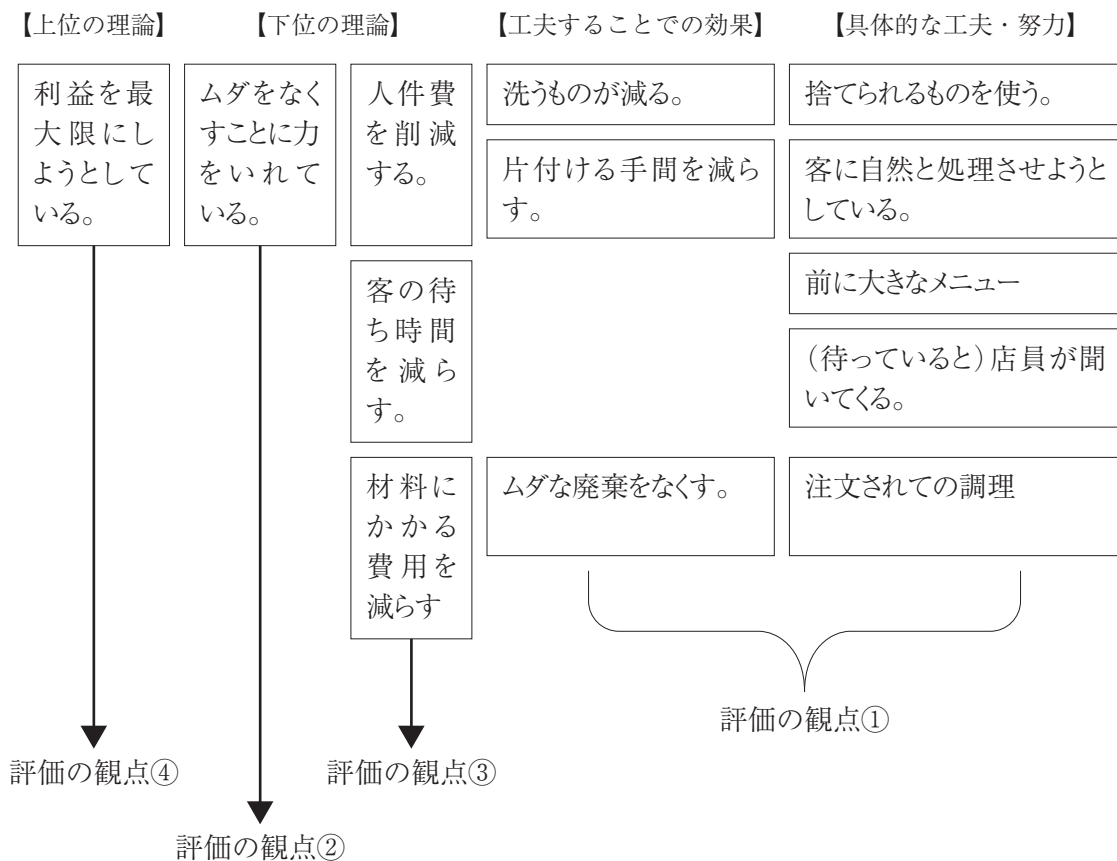 【上位の理論】
【下位の理論】
【工夫することでの効果】
【具体的な工夫・努力】
利益を最
大限にし
ようとして
いる。
ムダをなく
すことに力
をいれて
いる。
人件費
を削減
する。
洗うものが減る。
捨てられるものを使う。
片付ける手間を減ら
す。
客に自然と処理させようと
している。
客の待
ち時間
を減ら
す。
前に大きなメニュー
（待っていると）店員が聞
いてくる。
材料に
かかる
費用を
減らす
ムダな廃棄をなくす。
注文されての調理
評価の観点①
評価の観点④
評価の観点③
評価の観点②